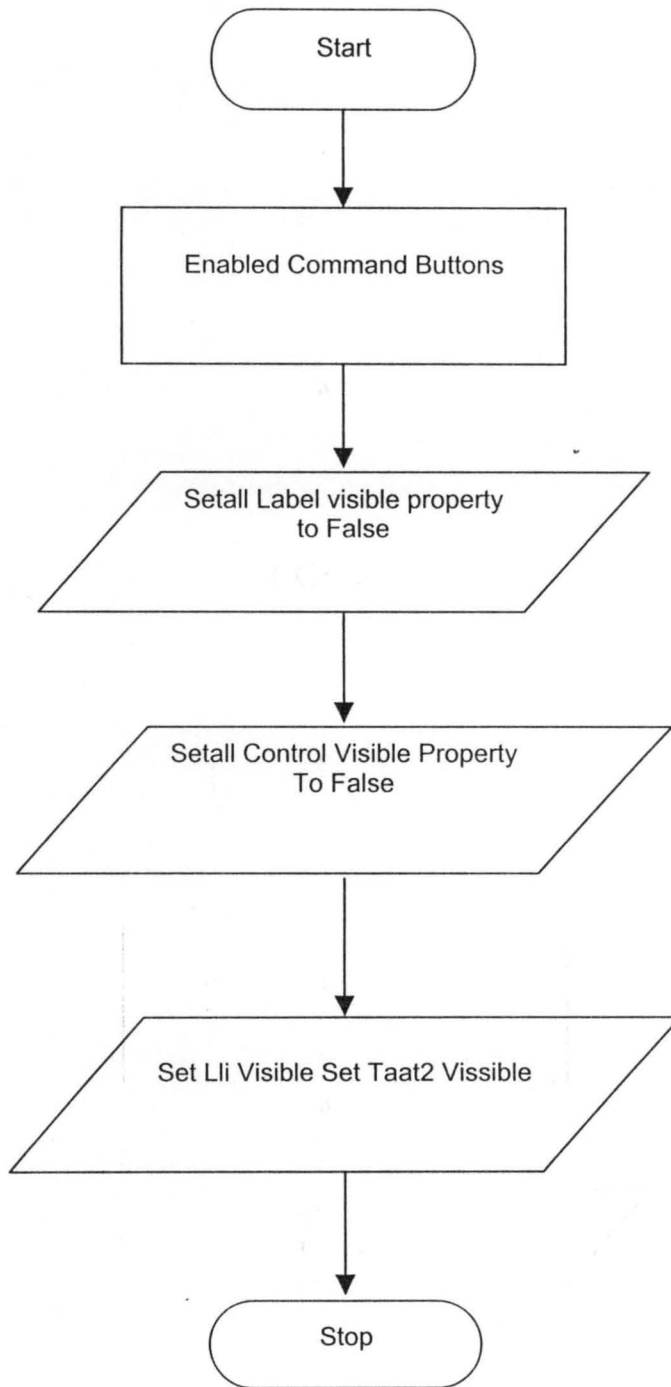 Start
Enabled Command Buttons
Setall Label visible property
to False
Setall Control Visible Property
To False
Set Lli Visible Set Taat2 Vissible
Stop